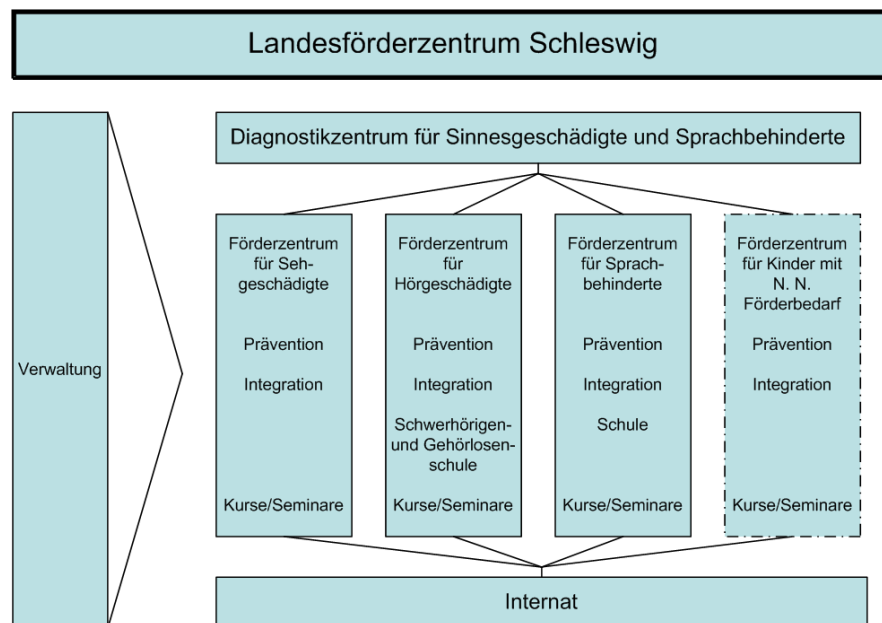 Landesförderzentrum Schleswig
Diagnostikzentrum für Sinnesgeschädigte und Sprachbehinderte
Verwaltung
Förderzentrum
für Seh-
geschädigte
Prävention
Integration
Kurse/Seminare
Förderzentrum
für
Hörgeschädigte
Prävention
Integration
Schwerhörigen-
und Gehörlosen-
schule
Kurse/Seminare
Förderzentrum
für Sprach-
behinderte
Prävention
Integration
Schule
Kurse/Seminare
Förderzentrum
für Kinder mit
N. N.
Förderbedarf
Prävention
Integration
Kurse/Seminare
Internat